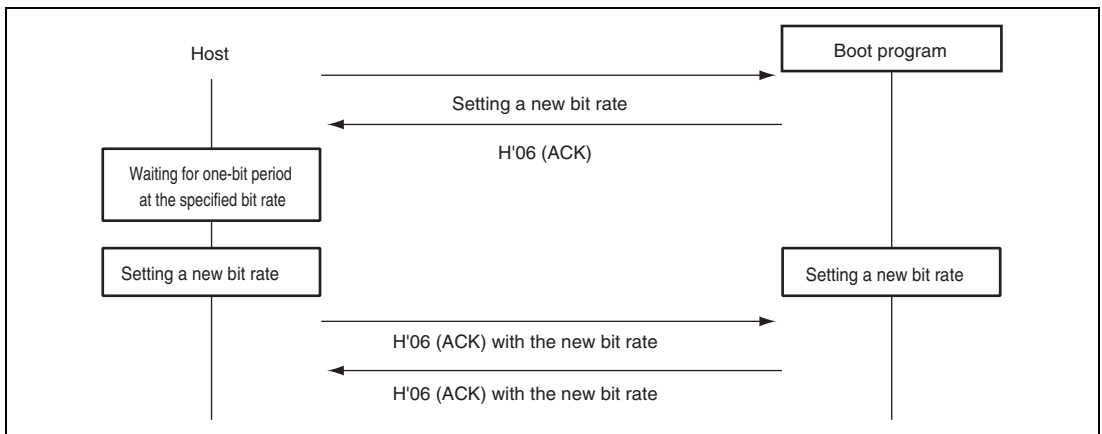 Host
Boot program
Setting a new bit rate
H'06 (ACK)
Waiting for one-bit period
at the specified bit rate
Setting a new bit rate
Setting a new bit rate
H'06 (ACK) with the new bit rate
H'06 (ACK) with the new bit rate